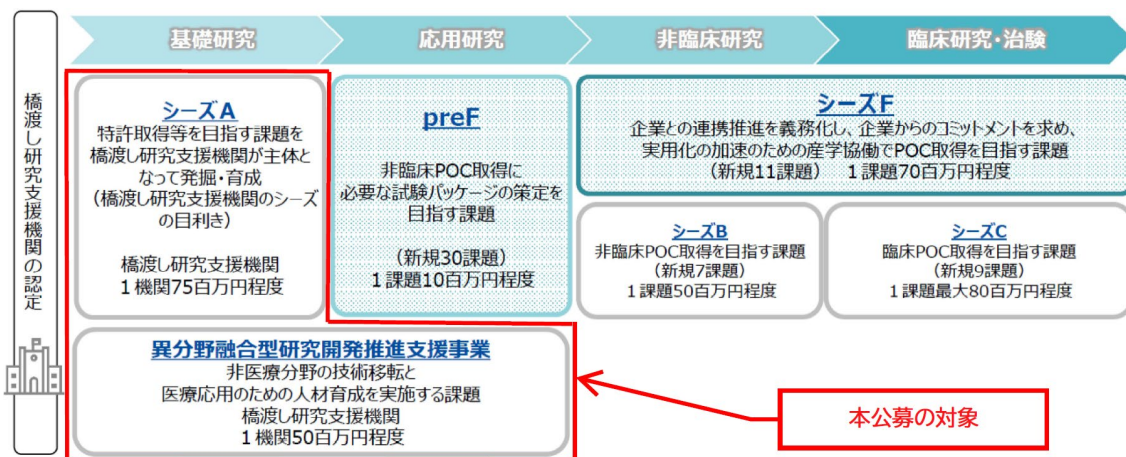 橋渡し研究支援機関の認定
基礎研究
応用研究
非臨床研究
臨床研究・治験
シーズA
特許取得等を目指す課題を
橋渡し研究支援機関が主体と
なって発掘・育成
(橋渡し研究支援機関のシーズ
の目利き)
橋渡し研究支援機関
1機関75百万円程度
preF
非臨床POC取得に
必要な試験パッケージの策定を
目指す課題
(新規30課題)
1課題10百万円程度
シーズF
企業との連携推進を義務化し、企業からのコミットメントを求め、
実用化の加速のための産学協働でPOC取得を目指す課題
(新規11課題) 1課題70百万円程度
シーズB
非臨床POC取得を目指す課題
(新規7課題)
1課題50百万円程度
シーズC
臨床POC取得を目指す課題
(新規9課題)
1課題最大80百万円程度
異分野融合型研究開発推進支援事業
非医療分野の技術移転と
医療応用のための人材育成を実施する課題
橋渡し研究支援機関
1機関50百万円程度
本公募の対象